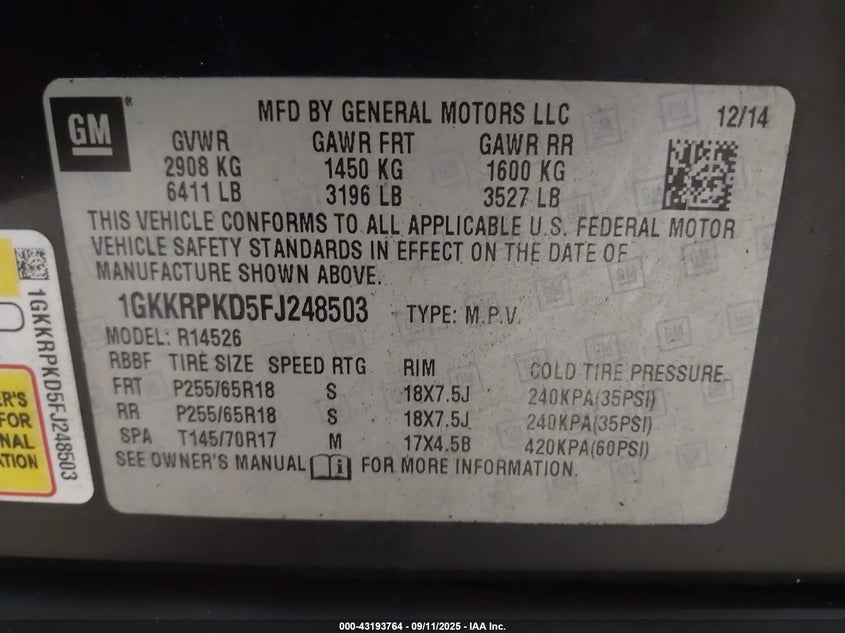 GM ®
MFD BY GENERAL MOTORS LLC 12/14
GVWR GAWR FRT GAWR RR
2908 KG 1450 KG 1600 KG
6411 LB 3196 LB 3527 LB
THIS VEHICLE CONFORMS TO ALL APPLICABLE U.S. FEDERAL MOTOR
VEHICLE SAFETY STANDARDS IN EFFECT ON THE DATE OF
MANUFACTURE SHOWN ABOVE.
1GKKRPKD5FJ248503 TYPE: M.P.V.
MODEL: R14526
RBBF TIRE SIZE SPEED RTG RIM COLD TIRE PRESSURE
FRT P255/65R18 S 18X7.5J 240KPA(35PSI)
RR P255/65R18 S 18X7.5J 240KPA(35PSI)
SPA T145/70R17 M 17X4.5B 420KPA(60PSI)
SEE OWNER'S MANUAL FOR MORE INFORMATION.
1GKKRPKD5FJ248503
R'S
FOR
NAL
ATION
000-43193764 - 09/11/2025 - IAA Inc.